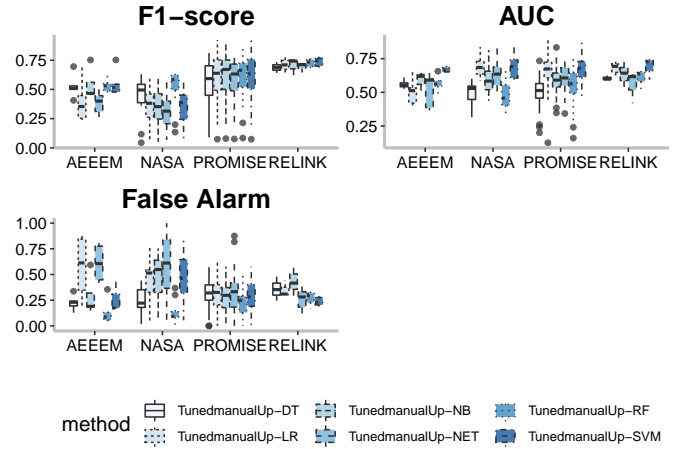 F1−score
AUC
0.75
0.50
0.25
0.00
AEEEM NASA PROMISE RELINK
0.75
0.50
0.25
AEEEM NASA PROMISE RELINK
False Alarm
1.00
0.75
0.50
0.25
0.00
AEEEM NASA PROMISE RELINK
method
TunedmanualUp−DT TunedmanualUp−NB TunedmanualUp−RF
TunedmanualUp−LR TunedmanualUp−NET TunedmanualUp−SVM